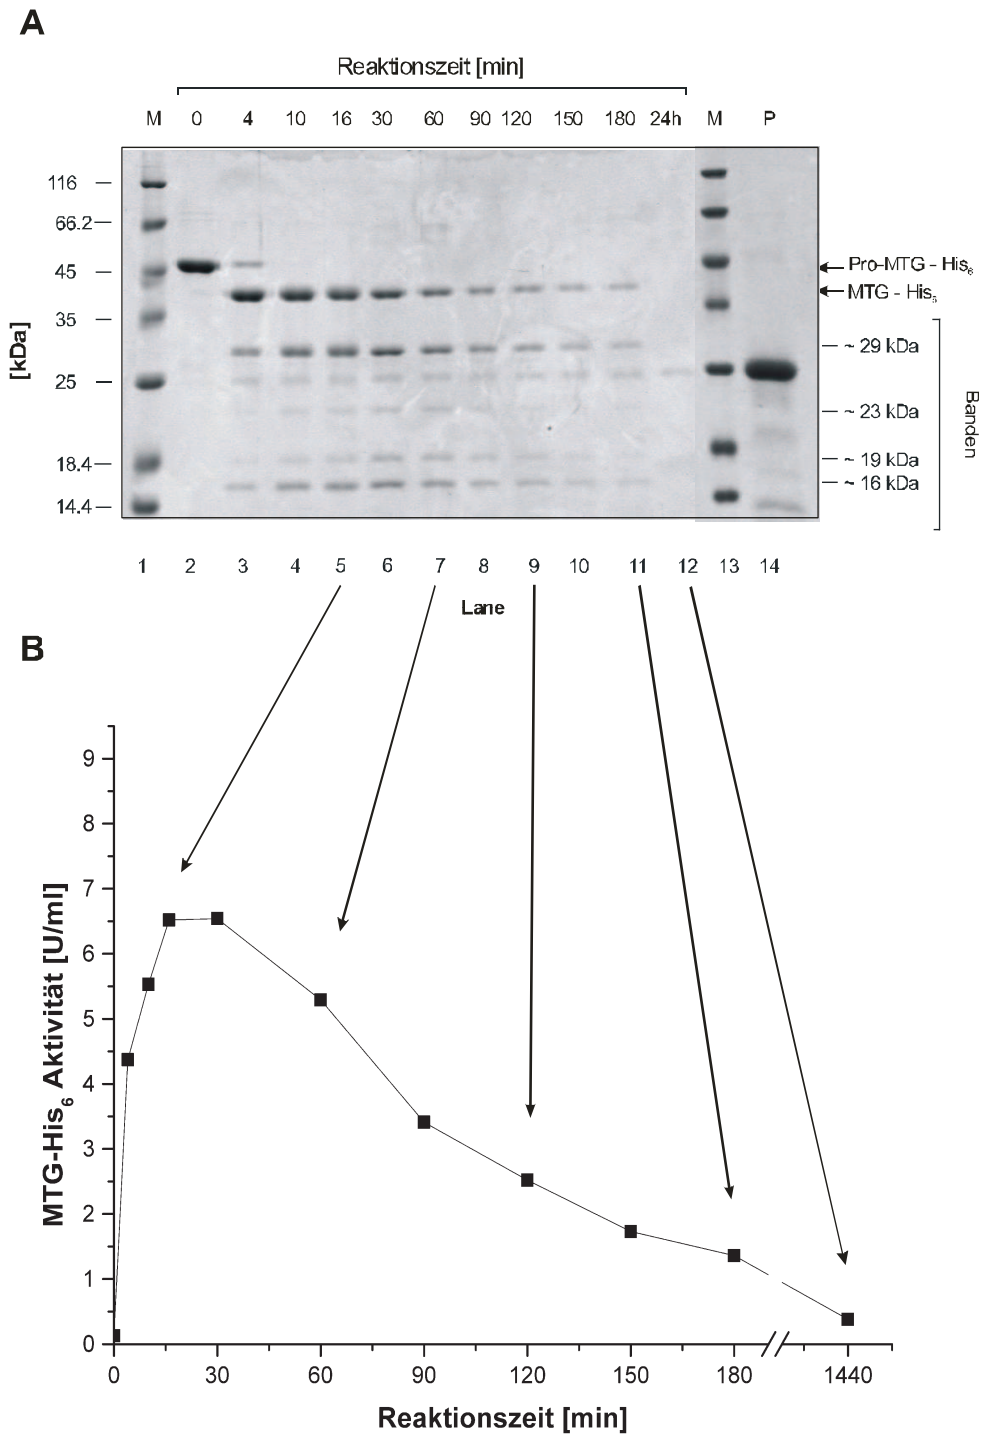 A
Reaktionszeit [min]
M 0 4 10 16 30 60 90 120 150 180 24h M P
116
66.2
45
35
25
18.4
14.4
[kDa]
Pro-MTG - His6
MTG - His
~ 29 kDa
~ 23 kDa
~ 19 kDa
~ 16 kDa
Banden
1 2 3 4 5 6 7 8 9 10 11 12 13 14
Lane
B
9
8
7
6
5
4
3
2
1
0
MTG-His6 Aktivität [U/ml]
0 30 60 90 120 150 180 1440
Reaktionszeit [min]